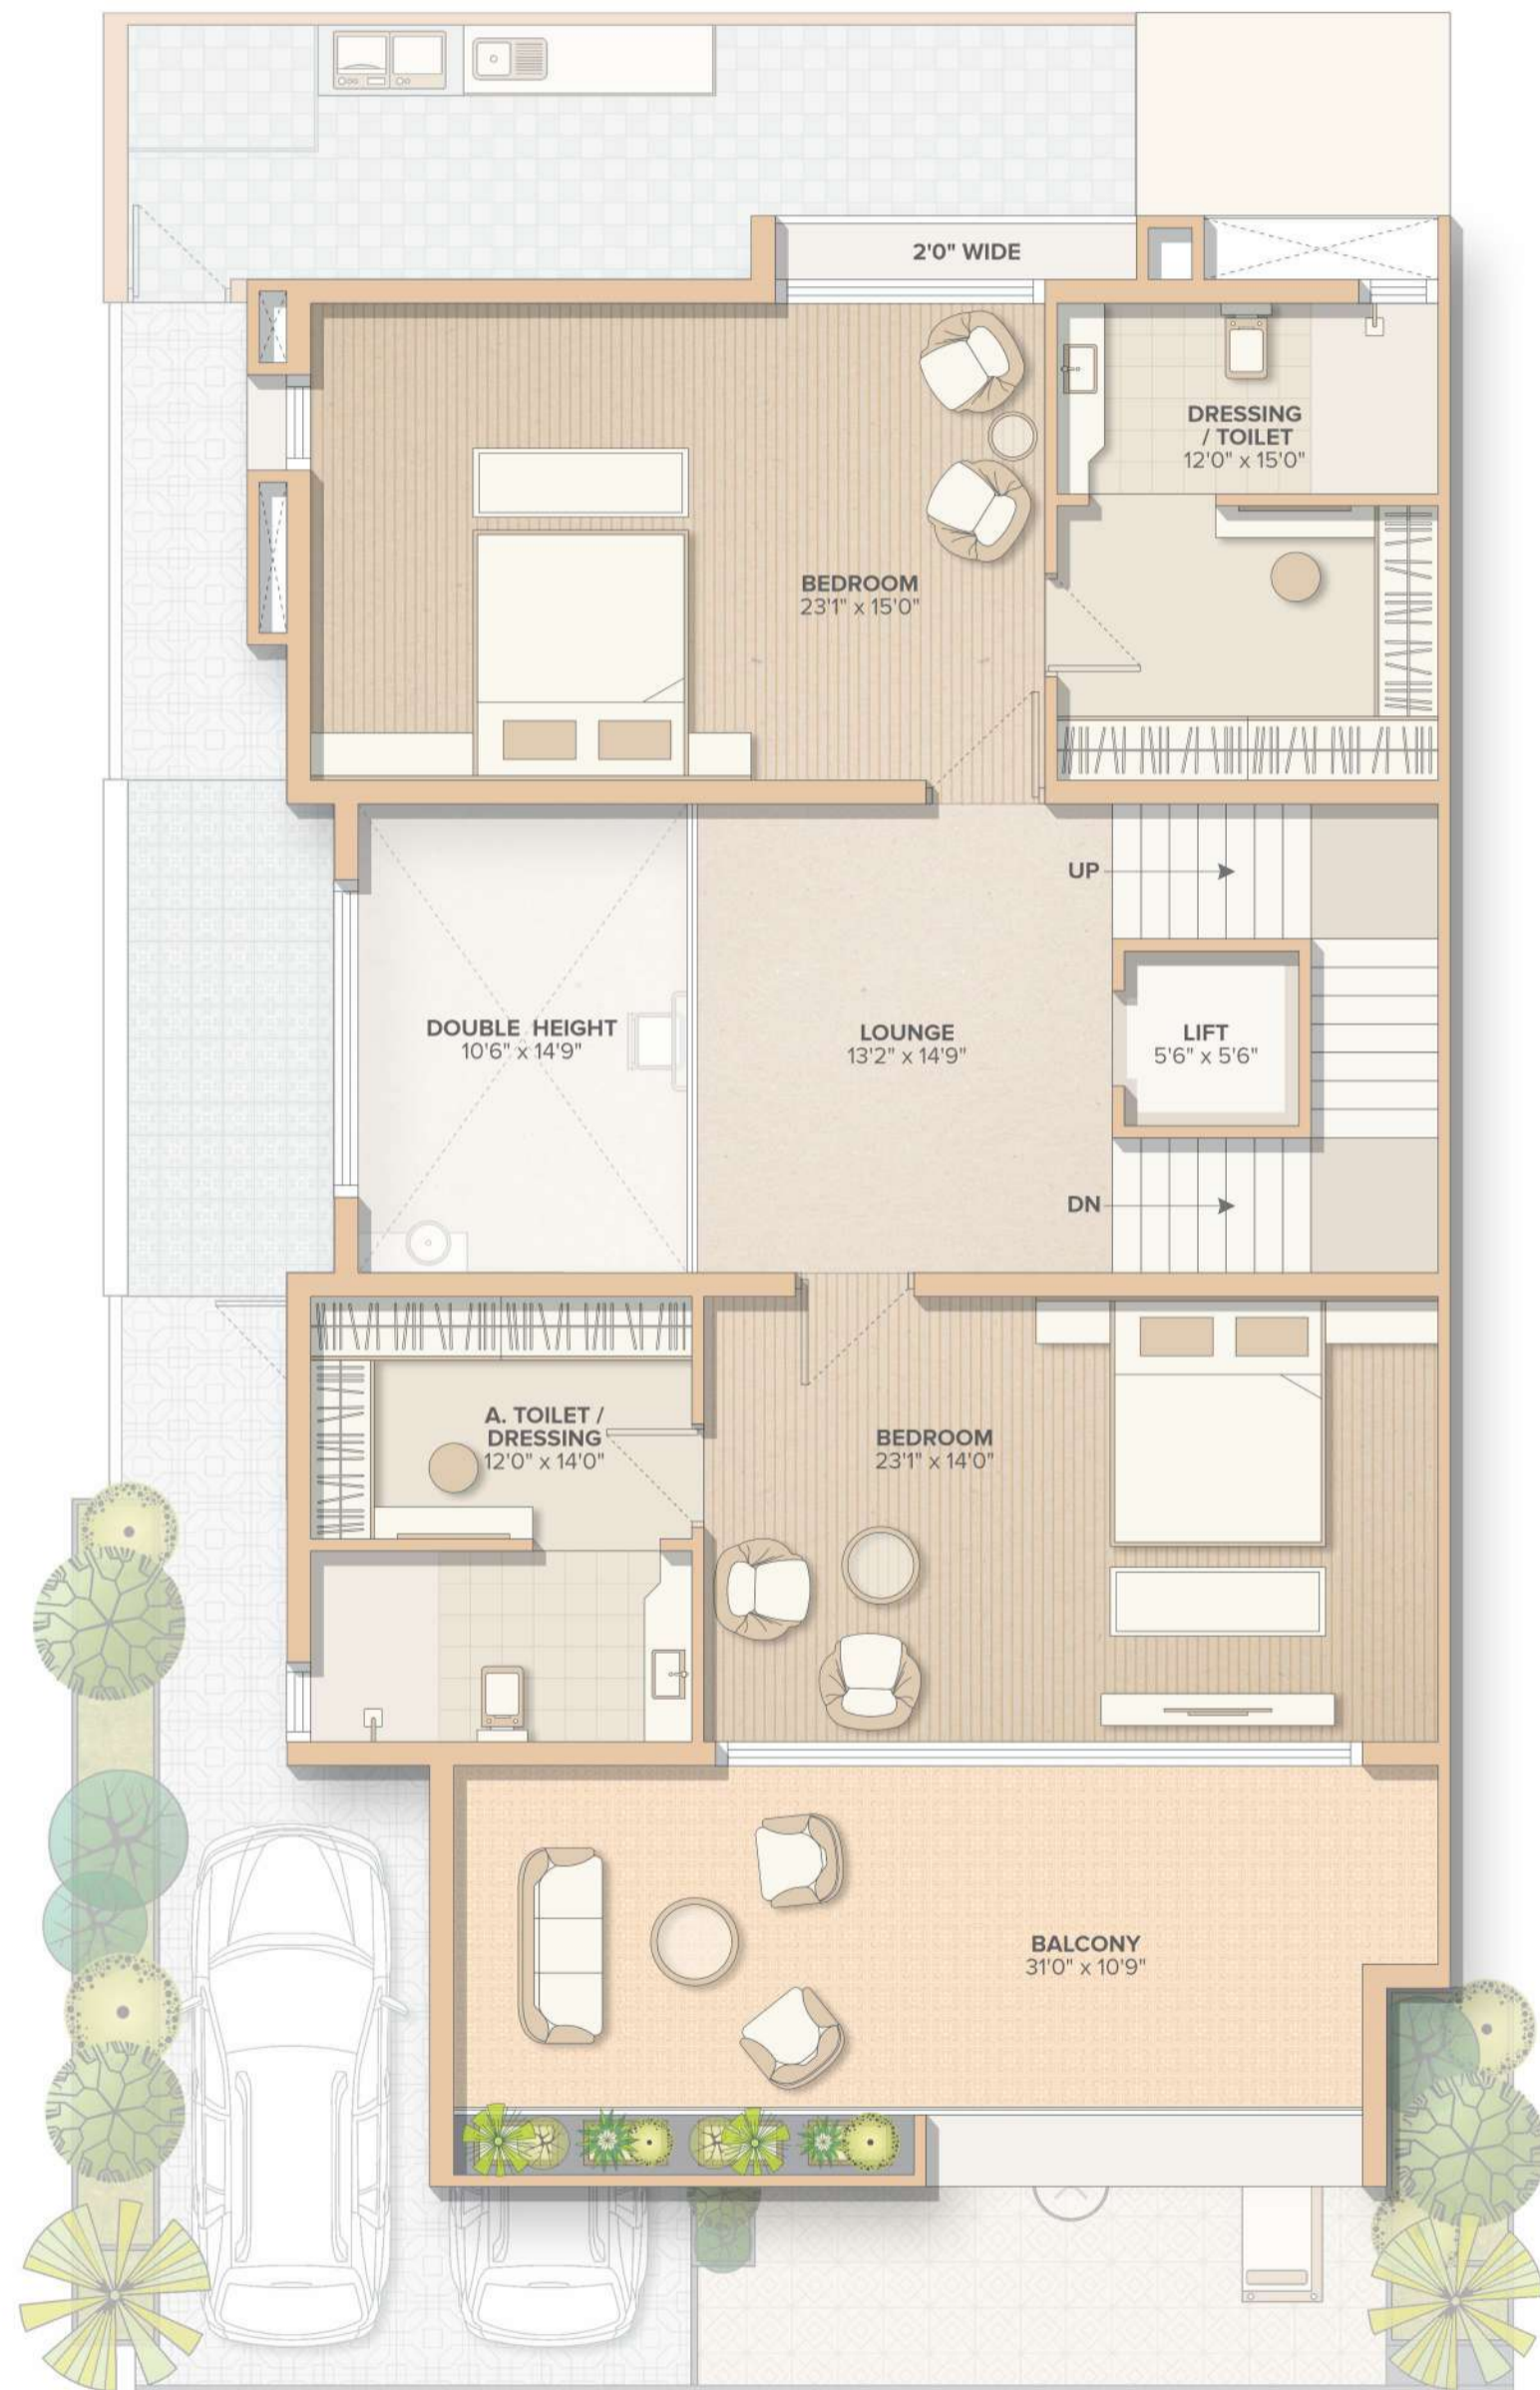 2'0" WIDE
DRESSING
/ TOILET
12'0" x 15'0"
BEDROOM
23'1" x 15'0"
UP
DOUBLE HEIGHT
10'6" x 14'9"
LOUNGE
13'2" x 14'9"
LIFT
5'6" x 5'6"
DN
A. TOILET /
DRESSING
12'0" x 14'0"
BEDROOM
23'1" x 14'0"
BALCONY
31'0" x 10'9"